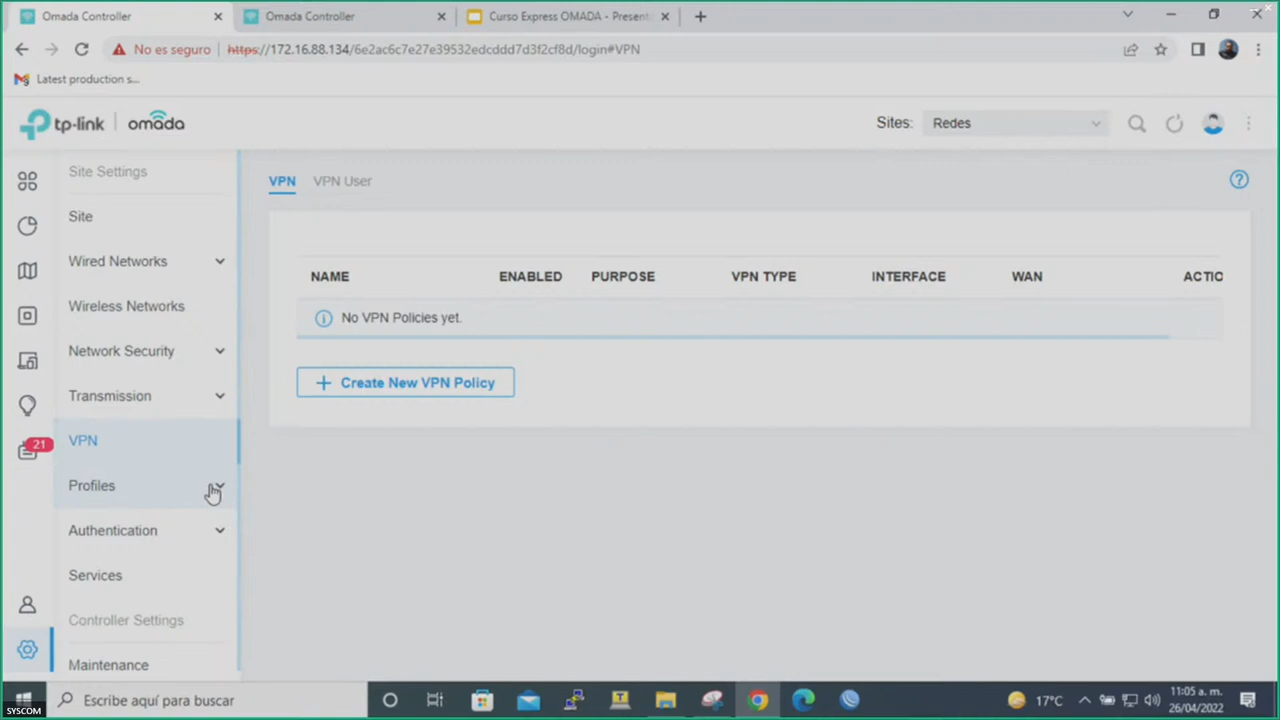 Omada Controller
Omada Controller
Curso Express OMADA - Present
No es seguro
https://172.16.88.134/6e2ac6c7e27e39532edcddd7d3f2cf8d/login#VPN
Latest production s...
tp-link
omada
Sites:
Redes
Site Settings
Site
Wired Networks
Wireless Networks
Network Security
Transmission
VPN
21
Profiles
Authentication
Services
Controller Settings
Maintenance
VPN
VPN User
NAME ENABLED PURPOSE VPN TYPE INTERFACE WAN ACTIO
No VPN Policies yet.
Create New VPN Policy
Escribe aquí para buscar
17°C
11:05 a. m.
26/04/2022
SYSCOM